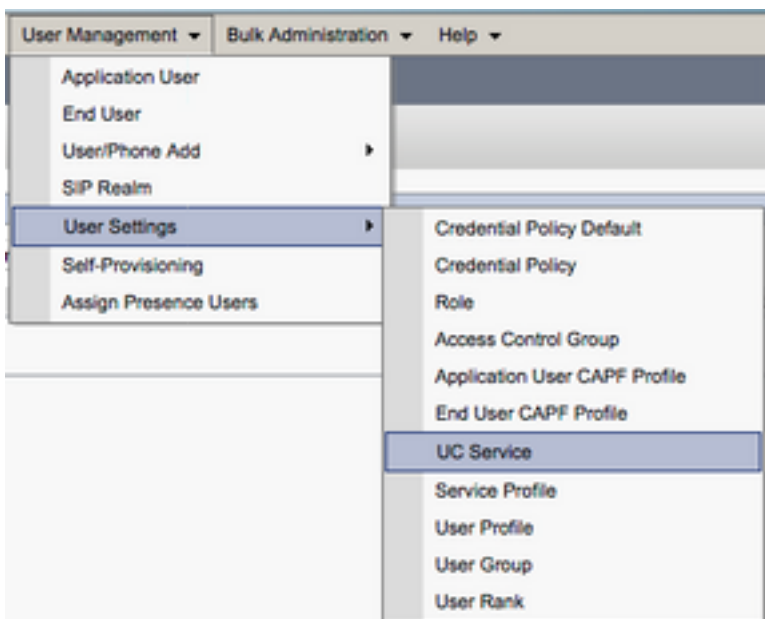 User Management Bulk Administration Help
Application User
End User
User/Phone Add
SIP Realm
User Settings
Self-Provisioning
Assign Presence Users
Credential Policy Default
Credential Policy
Role
Access Control Group
Application User CAPF Profile
End User CAPF Profile
UC Service
Service Profile
User Profile
User Group
User Rank